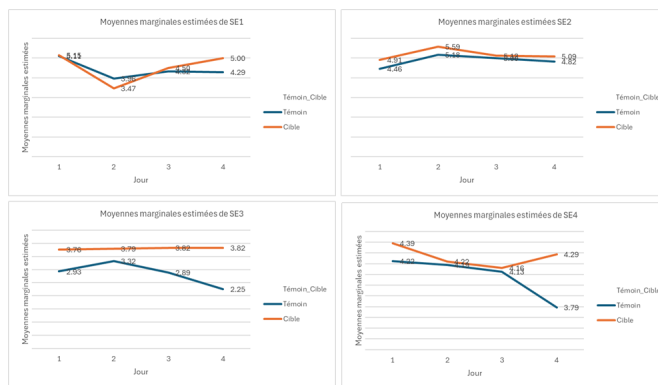 Moyennes marginales estimées de SE1
Moyennes marginales estimées
5.15
3.47
5.00
4.29
1 2 3 4
Jour
Témoin_Cible
Témoin
Cible
Moyennes marginales estimées SE2
4.91
4.46
5.59
5.18
5.09
4.82
1 2 3 4
Jour
Témoin_Cible
Témoin
Cible
Moyennes marginales estimées de SE3
Moyennes marginales estimées
3.76
3.79
3.82
3.82
2.93
3.32
2.89
2.25
1 2 3 4
Jour
Témoin_Cible
Témoin
Cible
Moyennes marginales estimées de SE4
Moyennes marginales estimées
4.39
4.22
4.16
4.13
4.29
3.79
1 2 3 4
Jour
Témoin_Cible
Témoin
Cible